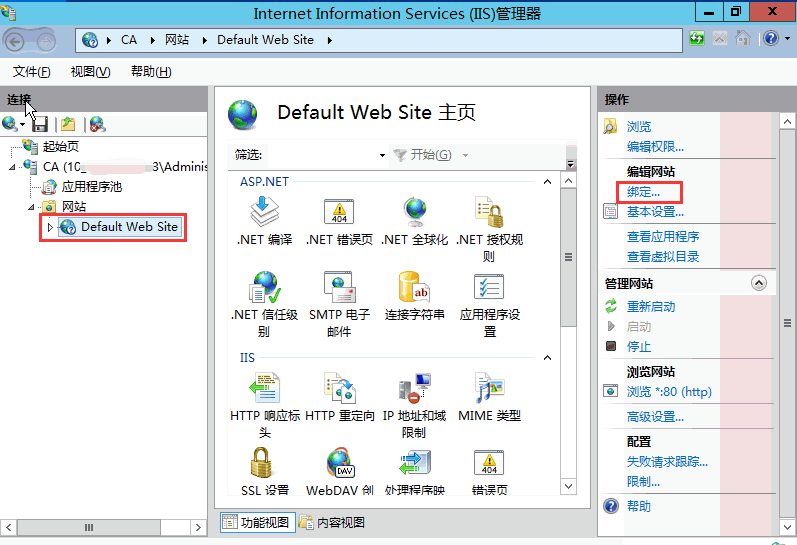 Internet Information Services (IIS)管理器
CA 网站 Default Web Site
文件(F) 视图(V) 帮助(H)
连接
起始页
CA (10_ 3\Adminis
应用程序池
网站
Default Web Site
Default Web Site 主页
筛选: 开始(G)
ASP.NET
.NET 编译 .NET 错误页 .NET 全球化 .NET 授权规
则
.NET 信任级 SMTP 电子 连接字符串 应用程序设
别 邮件 置
IIS
404
ab
HTTP 响应标 HTTP 重定向 IP 地址和域 MIME 类型
头 限制
DAV
404
SSL 设置 WebDAV 创 处理程序映 错误页
功能视图 内容视图
操作
浏览
编辑权限...
编辑网站
绑定...
基本设置...
查看应用程序
查看虚拟目录
管理网站
重新启动
启动
停止
浏览网站
浏览 *:80 (http)
高级设置...
配置
失败请求跟踪...
限制...
帮助